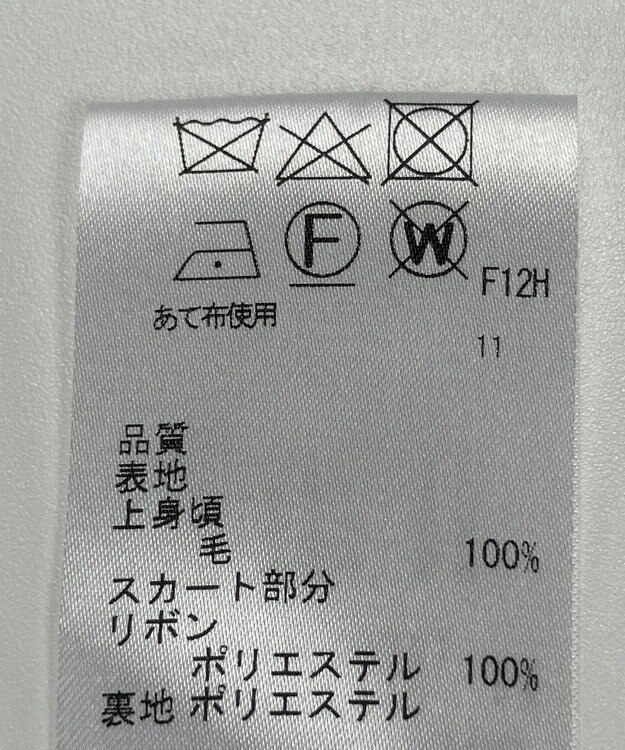 F W F12H
あて布使用
11
品質
表地
上身頃
毛 100%
スカート部分
リボン
ポリエステル 100%
裏地 ポリエステル